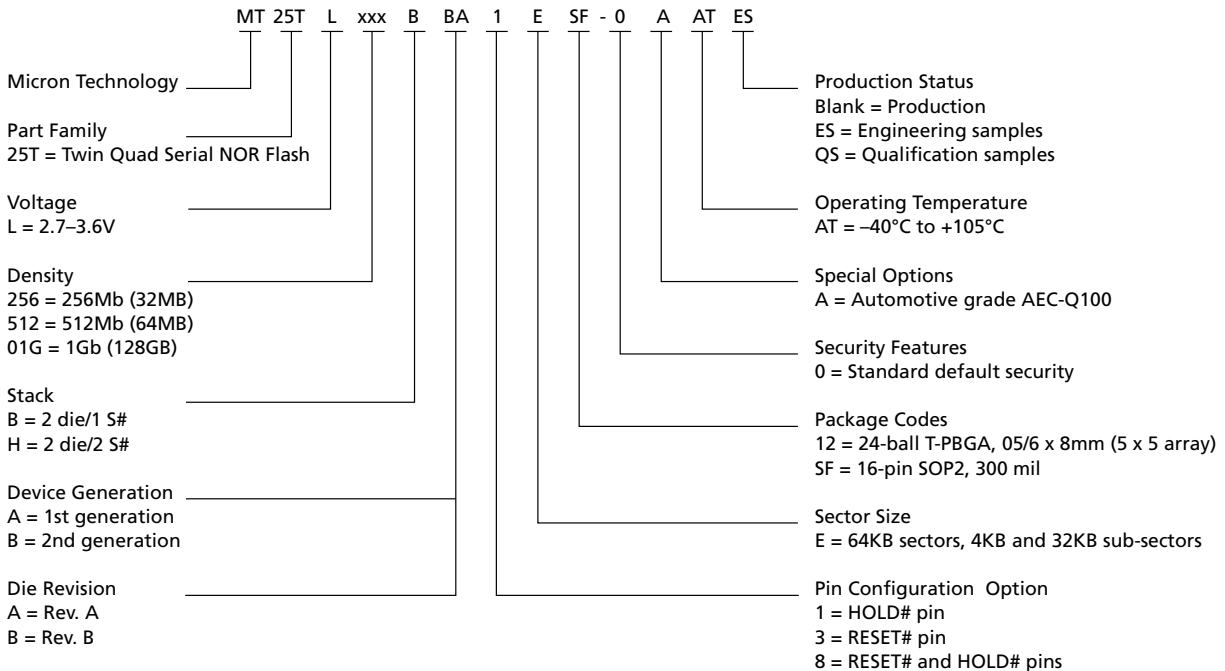 MT 25T L xxx B BA 1 E SF - 0 A AT ES
Micron Technology
Part Family
25T = Twin Quad Serial NOR Flash
Voltage
L = 2.7–3.6V
Density
256 = 256Mb (32MB)
512 = 512Mb (64MB)
01G = 1Gb (128GB)
Stack
B = 2 die/1 S#
H = 2 die/2 S#
Device Generation
A = 1st generation
B = 2nd generation
Die Revision
A = Rev. A
B = Rev. B
Production Status
Blank = Production
ES = Engineering samples
QS = Qualification samples
Operating Temperature
AT = –40°C to +105°C
Special Options
A = Automotive grade AEC-Q100
Security Features
0 = Standard default security
Package Codes
12 = 24-ball T-PBGA, 05/6 x 8mm (5 x 5 array)
SF = 16-pin SOP2, 300 mil
Sector Size
E = 64KB sectors, 4KB and 32KB sub-sectors
Pin Configuration Option
1 = HOLD# pin
3 = RESET# pin
8 = RESET# and HOLD# pins